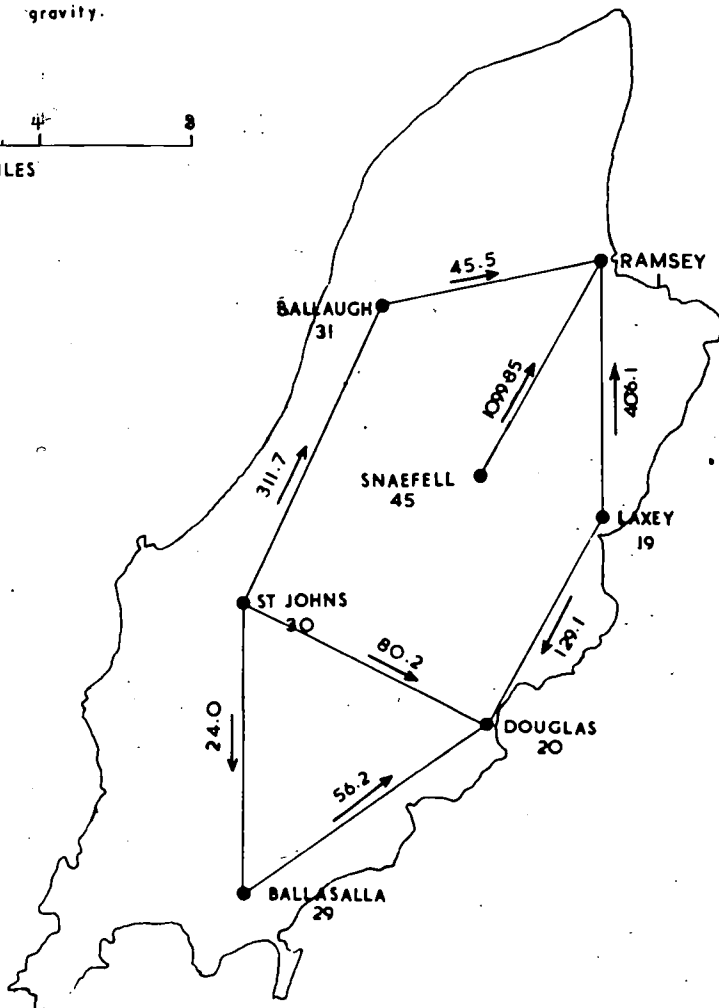 gravity.
4 8
MILES
45.5
RAMSEY
BALLAUGH
31
1099.85
406.1
311.7
SNAEFELL
45
LAXEY
19
ST JOHNS
30
80.2
129.1
24.0
DOUGLAS
20
56.2
BALLASALLA
29